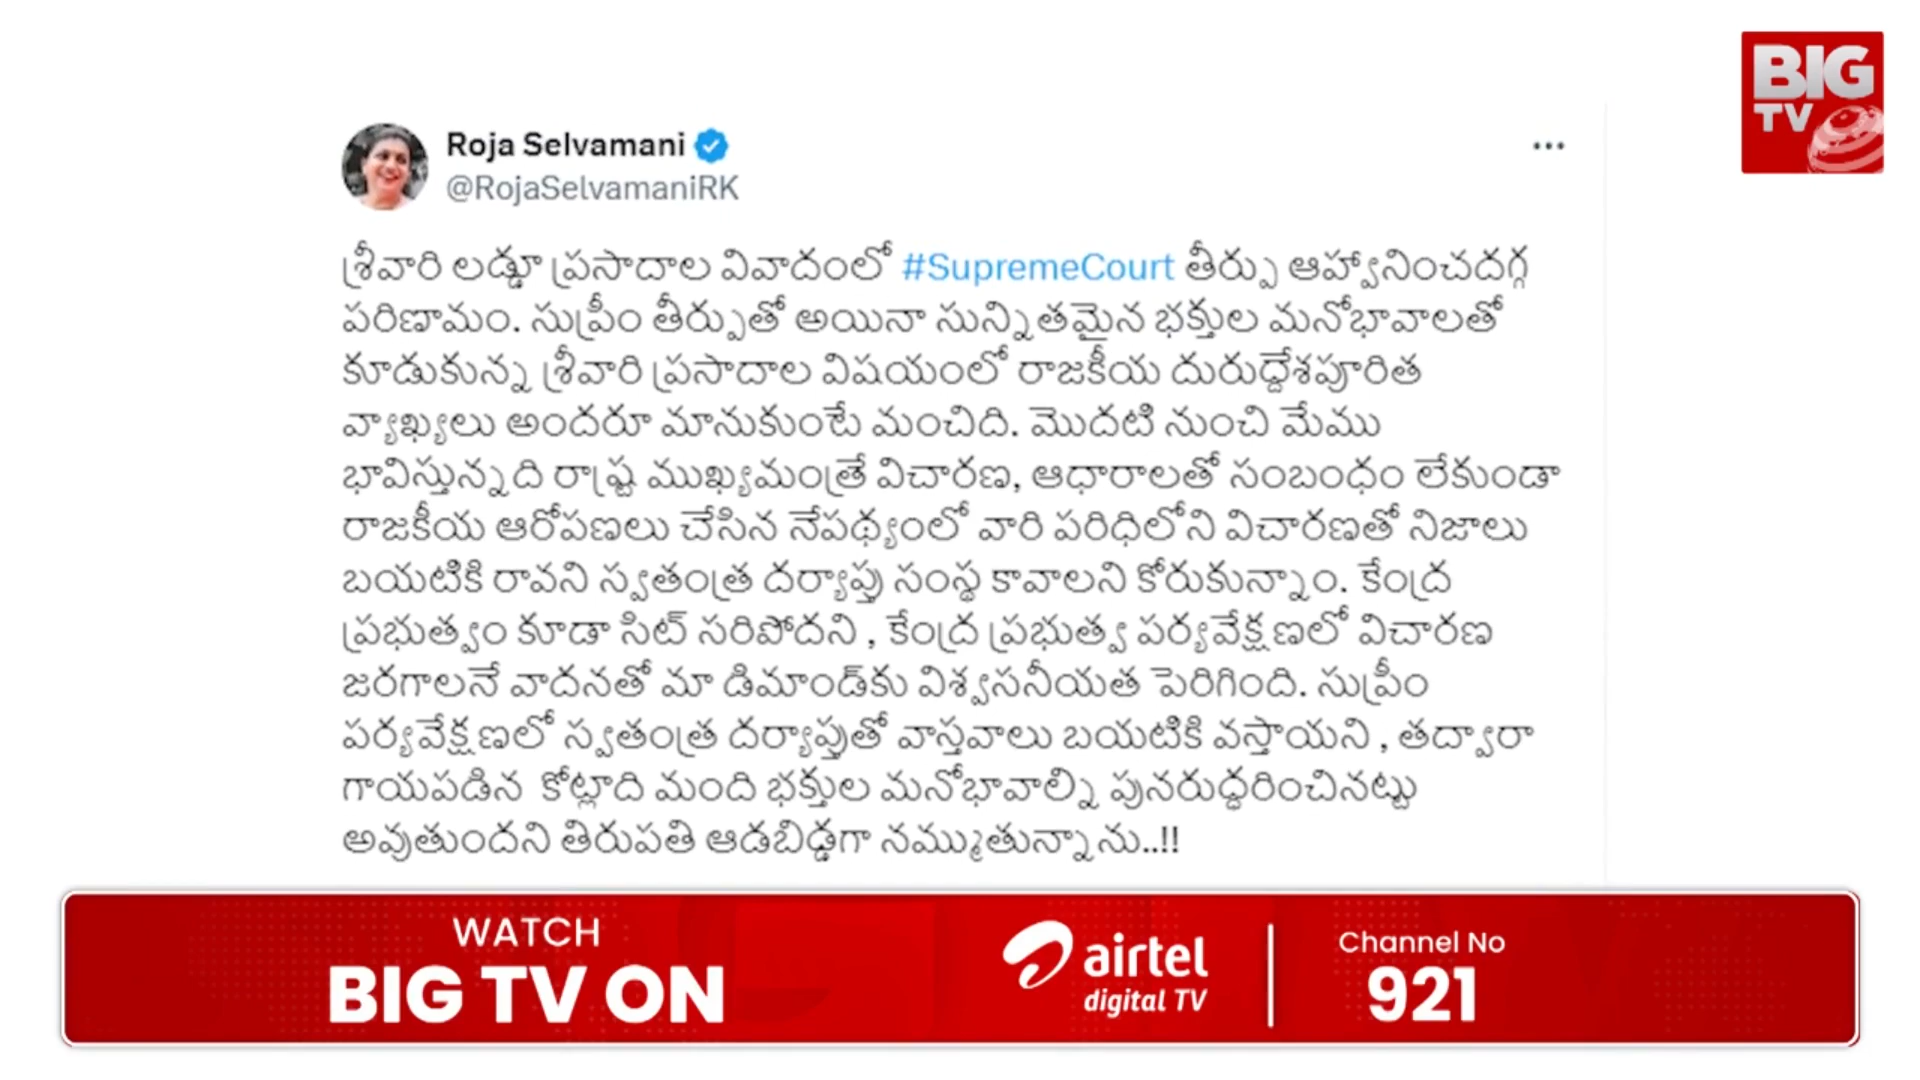 BIG
TV
Roja Selvamani
@RojaSelvamaniRK
...
శ్రీవారి లడ్డూ ప్రసాదాల వివాదంలో #SupremeCourt తీర్పు ఆహ్వానించదగ్గ
పరిణామం. సుప్రీం తీర్పుతో అయినా సున్నితమైన భక్తుల మనోభావాలతో
కూడుకున్న శ్రీవారి ప్రసాదాల విషయంలో రాజకీయ దురుద్దేశపూరిత
వ్యాఖ్యలు అందరూ మానుకుంటే మంచిది. మొదటి నుంచి మేము
భావిస్తున్నది రాష్ట్ర ముఖ్యమంత్రే విచారణ, ఆధారాలతో సంబంధం లేకుండా
రాజకీయ ఆరోపణలు చేసిన నేపథ్యంలో వారి పరిధిలోని విచారణతో నిజాలు
బయటికి రావని స్వతంత్ర దర్యాప్తు సంస్థ కావాలని కోరుకున్నాం. కేంద్ర
ప్రభుత్వం కూడా సిట్ సరిపోదని , కేంద్ర ప్రభుత్వ పర్యవేక్షణలో విచారణ
జరగాలనే వాదనతో మా డిమాండ్‌కు విశ్వసనీయత పెరిగింది. సుప్రీం
పర్యవేక్షణలో స్వతంత్ర దర్యాప్తుతో వాస్తవాలు బయటికి వస్తాయని , తద్వారా
గాయపడిన కోట్లాది మంది భక్తుల మనోభావాల్ని పునరుద్ధరించినట్టు
అవుతుందని తిరుపతి ఆడబిడ్డగా నమ్ముతున్నాను..!!
WATCH
BIG TV ON
airtel
digital TV
Channel No
921